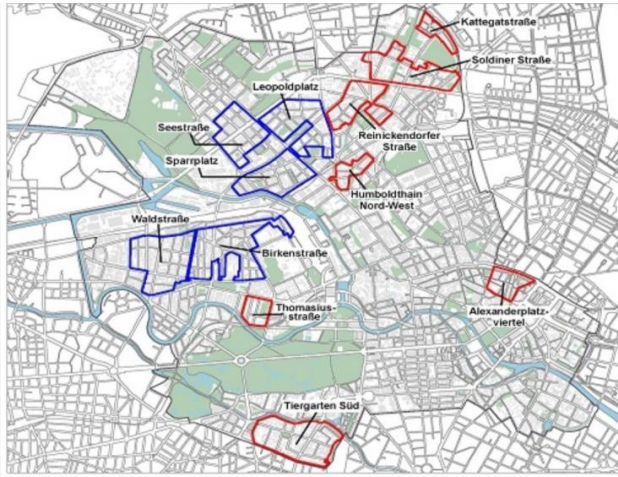 Kattegatstraße
Soldiner Straße
Leopoldplatz
Seestraße
Reinickendorfer
Straße
Sparrplatz
Humboldthain
Nord-West
Waldstraße
Birkenstraße
Thomasius-
straße
Alexanderplatz-
viertel
Tiergarten Süd